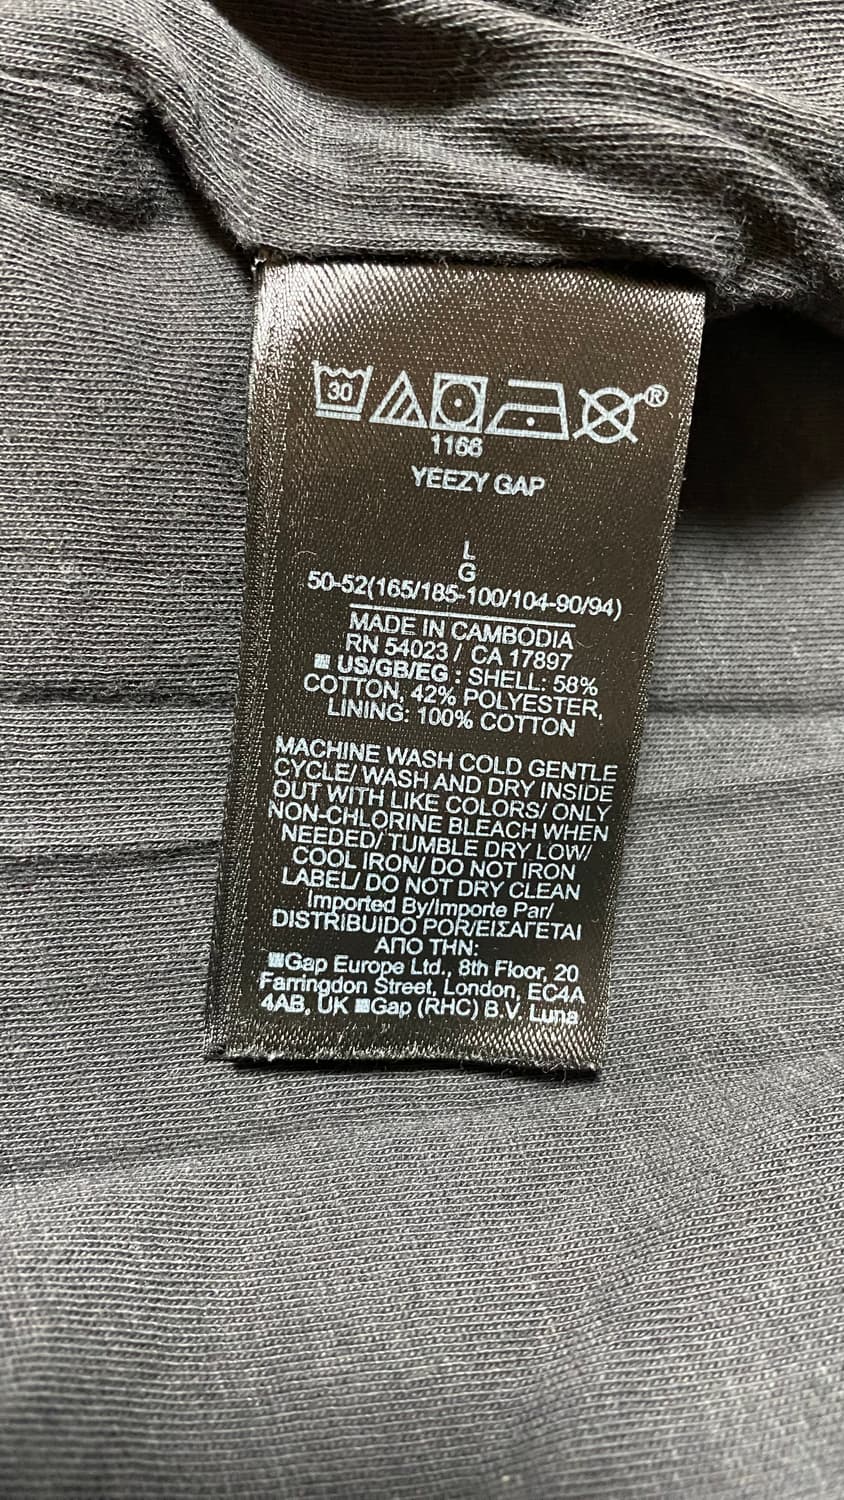 30
®
1166
YEEZY GAP
L
G
50-52(165/185-100/104-90/94)
MADE IN CAMBODIA
RN 54023 / CA 17897
US/GB/EG : SHELL: 58%
COTTON, 42% POLYESTER,
LINING: 100% COTTON
MACHINE WASH COLD GENTLE
CYCLE/ WASH AND DRY INSIDE
OUT WITH LIKE COLORS/ ONLY
NON-CHLORINE BLEACH WHEN
NEEDED/ TUMBLE DRY LOW/
COOL IRON/ DO NOT IRON
LABEL/ DO NOT DRY CLEAN
Imported By/Importe Par/
DISTRIBUIDO POR/ΕΙΣΑΓΕΤΑΙ
ΑΠΟ ΤΗΝ:
Gap Europe Ltd., 8th Floor, 20
Farringdon Street, London, EC4A
4AB, UK Gap (RHC) B.V. Luna